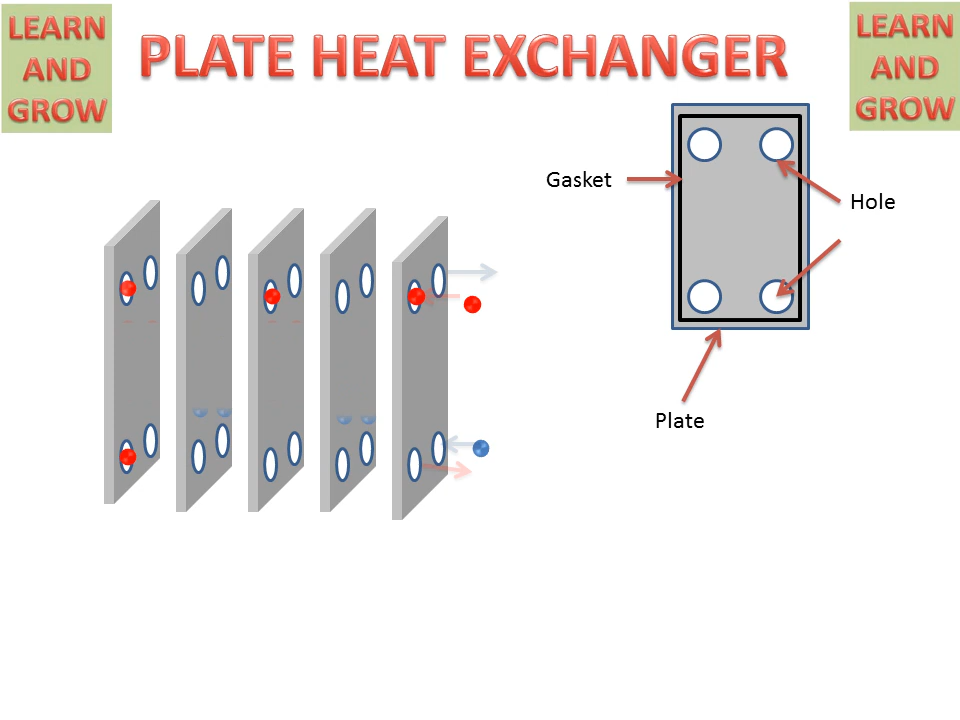 LEARN
AND
GROW
PLATE HEAT EXCHANGER
LEARN
AND
GROW
Gasket
Hole
Plate